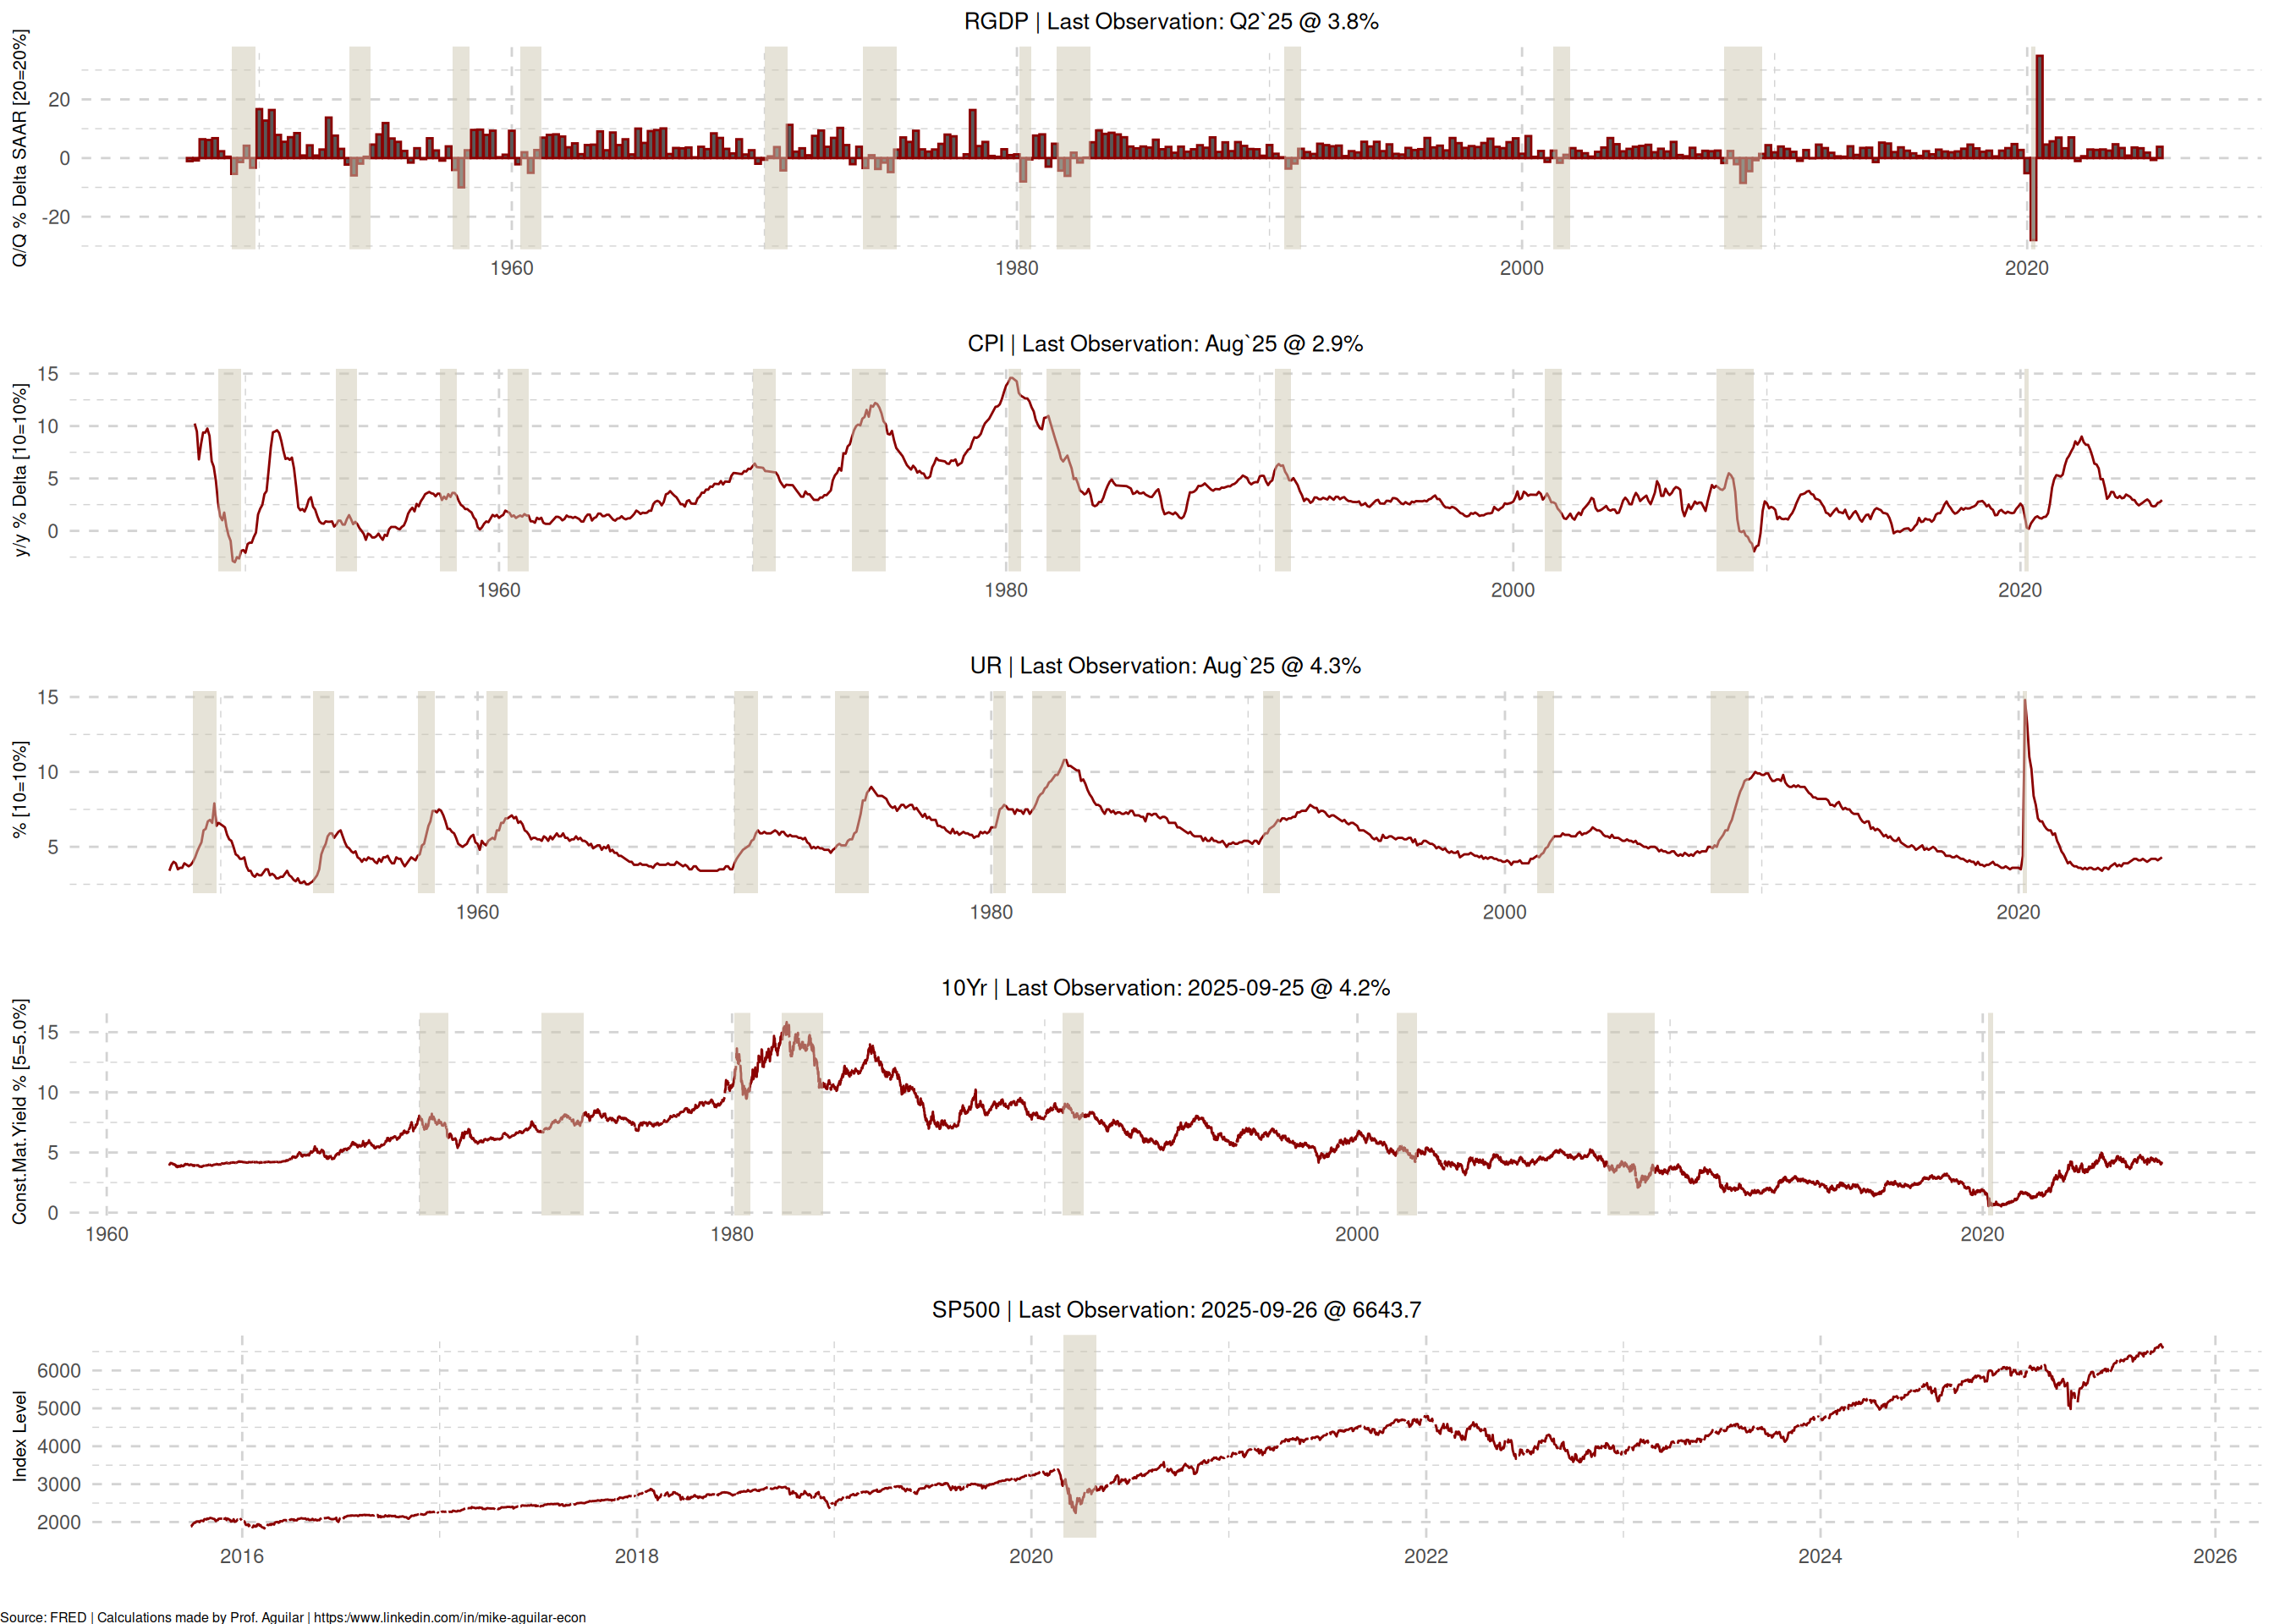 RGDP | Last Observation: Q2`25 @ 3.8%
Q/Q % Delta SAAR [20=20%]
20
0
-20
1960 1980 2000 2020
CPI | Last Observation: Aug`25 @ 2.9%
y/y % Delta [10=10%]
15
10
5
0
1960 1980 2000 2020
UR | Last Observation: Aug`25 @ 4.3%
% [10=10%]
15
10
5
1960 1980 2000 2020
10Yr | Last Observation: 2025-09-25 @ 4.2%
Const.Mat.Yield % [5=5.0%]
15
10
5
0
1960 1980 2000 2020
SP500 | Last Observation: 2025-09-26 @ 6643.7
Index Level
6000
5000
4000
3000
2000
2016 2018 2020 2022 2024 2026
Source: FRED | Calculations made by Prof. Aguilar | https:/www.linkedin.com/in/mike-aguilar-econ